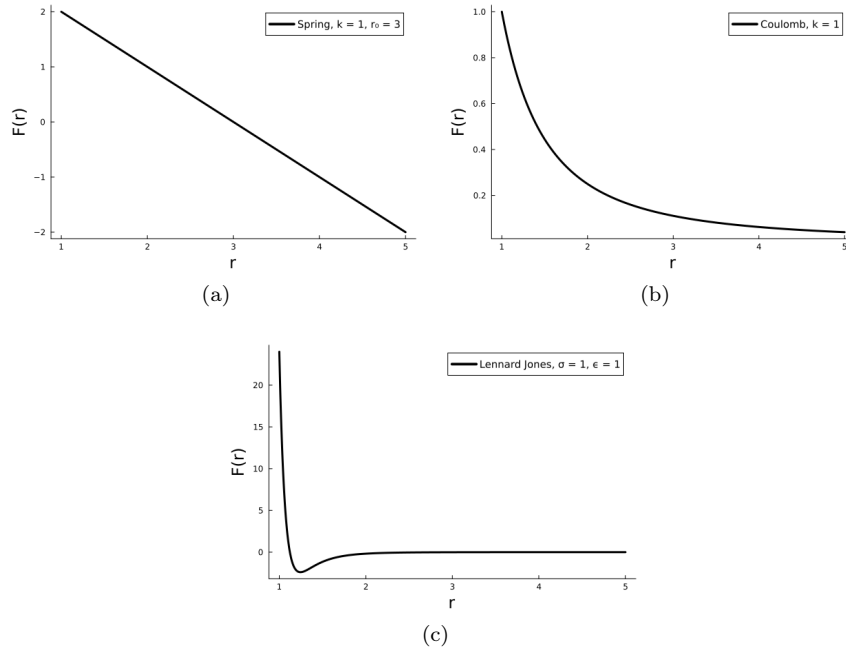 2
1
0
−1
−2
1
2
3
4
5
F(r)
r
Spring, k = 1, r₀ = 3
(a)
1.0
0.8
0.6
0.4
0.2
1
2
3
4
5
F(r)
r
Coulomb, k = 1
(b)
20
15
10
5
0
1
2
3
4
5
F(r)
r
Lennard Jones, σ = 1, ϵ = 1
(c)